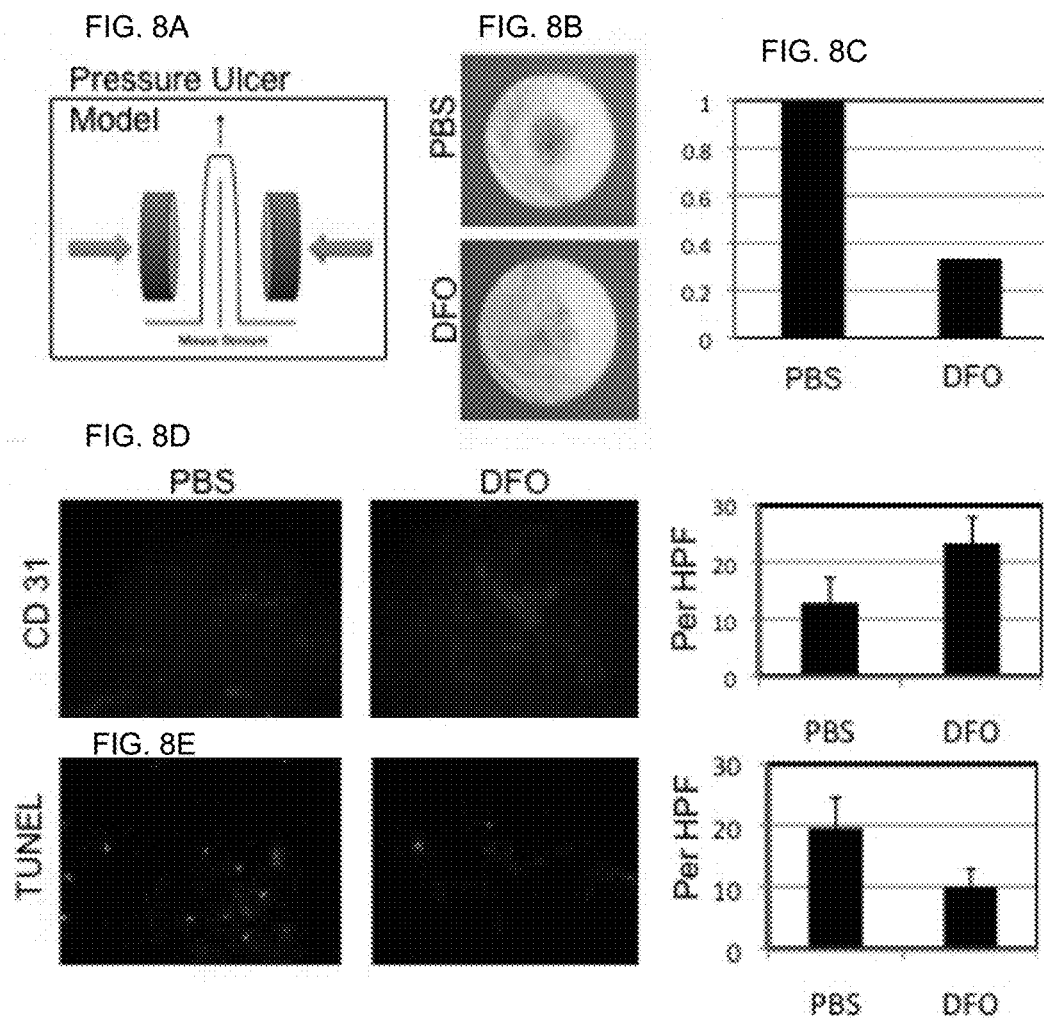 FIG. 8A
Pressure Ulcer
Model
Mouse Dorsum
FIG. 8B
PBS
DFO
FIG. 8C
1
0.8
0.6
0.4
0.2
0
PBS
DFO
FIG. 8D
PBS
DFO
CD 31
Per HPF
30
20
10
0
PBS
DFO
FIG. 8E
TUNEL
Per HPF
30
20
10
0
PBS
DFO